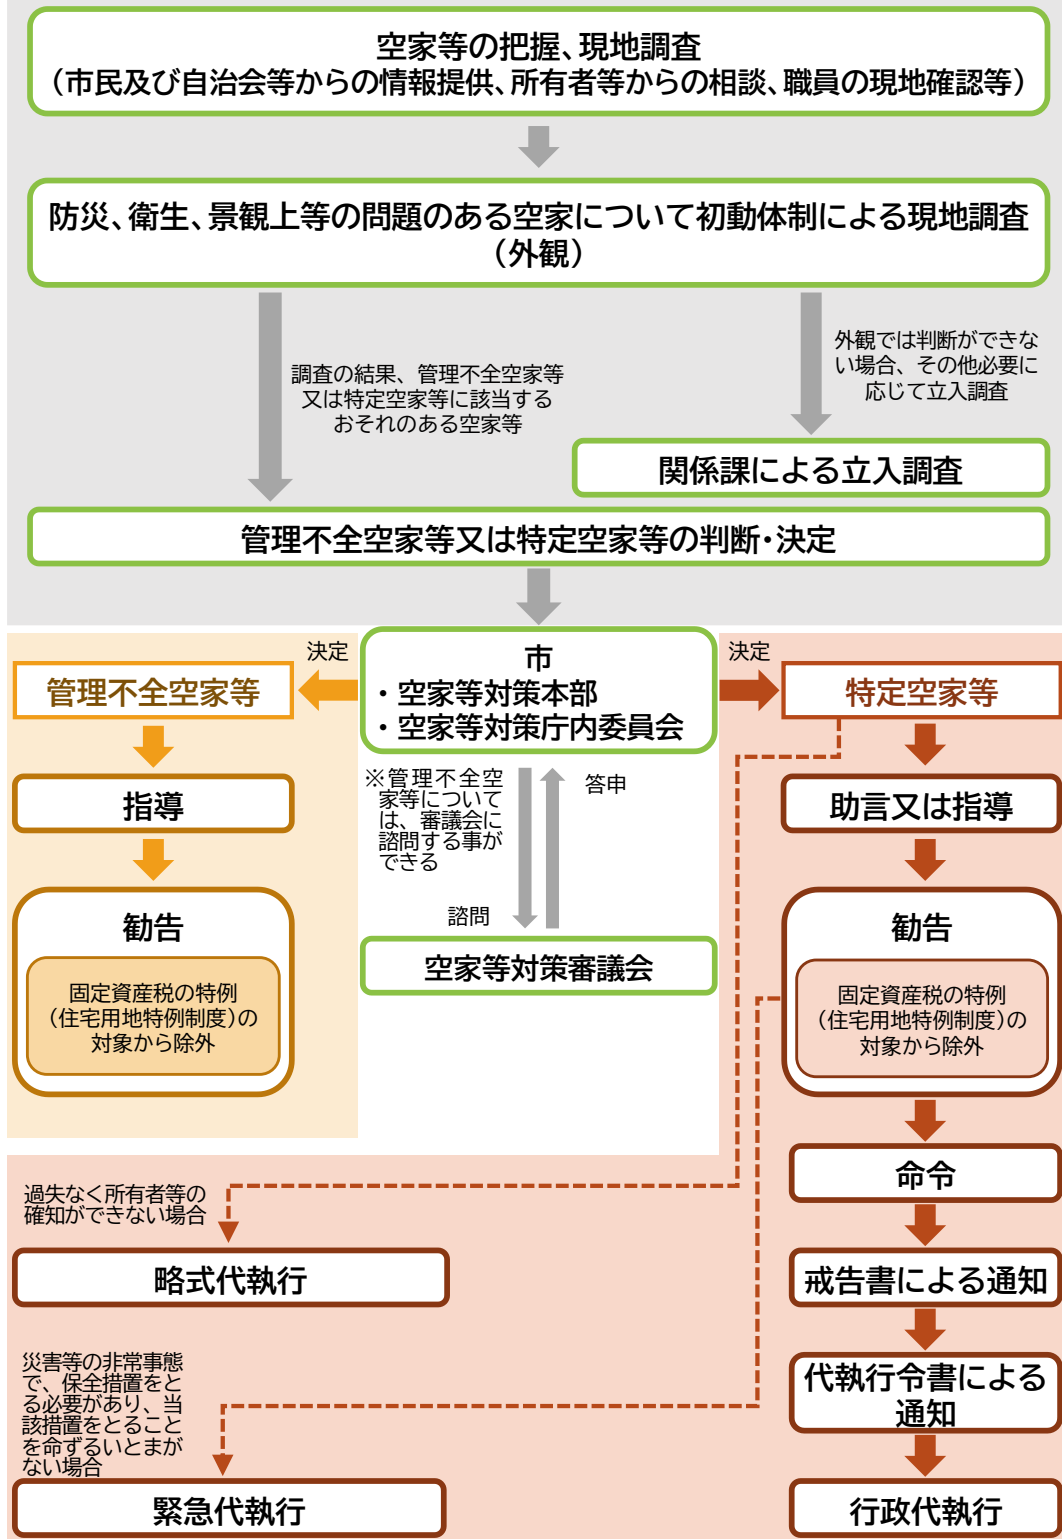 空家等の把握、現地調査
（市民及び自治会等からの情報提供、所有者等からの相談、職員の現地確認等）
防災、衛生、景観上等の問題のある空家について初動体制による現地調査
（外観）
調査の結果、管理不全空家等
又は特定空家等に該当する
おそれのある空家等
外観では判断ができな
い場合、その他必要に
応じて立入調査
関係課による立入調査
管理不全空家等又は特定空家等の判断・決定
決定
市
・空家等対策本部
・空家等対策庁内委員会
決定
管理不全空家等
特定空家等
指導
※管理不全空
家等について
は、審議会に
諮問する事が
できる
答申
諮問
助言又は指導
勧告
固定資産税の特例
（住宅用地特例制度）の
対象から除外
空家等対策審議会
勧告
固定資産税の特例
（住宅用地特例制度）の
対象から除外
命令
過失なく所有者等の
確知ができない場合
略式代執行
戒告書による通知
災害等の非常事態
で、保全措置をと
る必要があり、当
該措置をとること
を命ずるいとまが
ない場合
代執行令書による
通知
緊急代執行
行政代執行